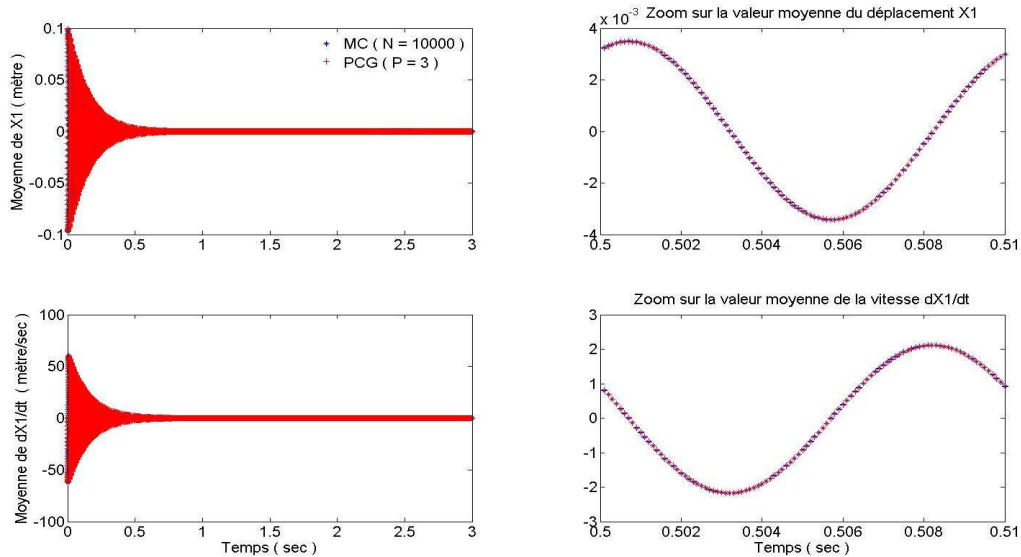 0.1
0.05
0
-0.05
-0.1
Moyenne de X1 ( mètre )
0 0.5 1 1.5 2 2.5 3
MC ( N = 10000 )
PCG ( P = 3 )
Zoom sur la valeur moyenne du déplacement X1
x 10-3
4
2
0
-2
-4
0.5 0.502 0.504 0.506 0.508 0.51
100
50
0
-50
-100
Moyenne de dX1/dt ( mètre/sec )
0 0.5 1 1.5 2 2.5 3
Temps ( sec )
Zoom sur la valeur moyenne de la vitesse dX1/dt
3
2
1
0
-1
-2
-3
0.5 0.502 0.504 0.506 0.508 0.51
Temps ( sec )